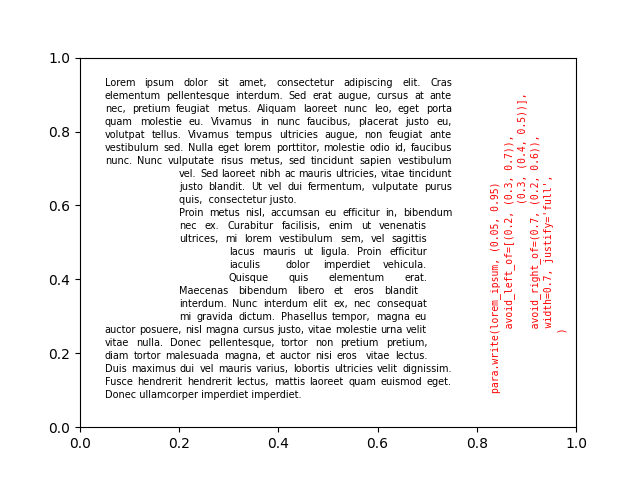 1.0
0.8
0.6
0.4
0.2
0.0
Lorem ipsum dolor sit amet, consectetur adipiscing elit. Cras
elementum pellentesque interdum. Sed erat augue, cursus at ante
nec, pretium feugiat metus. Aliquam laoreet nunc leo, eget porta
quam molestie eu. Vivamus in nunc faucibus, placerat justo eu,
volutpat tellus. Vivamus tempus ultricies augue, non feugiat ante
vestibulum sed. Nulla eget lorem porttitor, molestie odio id, faucibus
nunc. Nunc vulputate risus metus, sed tincidunt sapien vestibulum
vel. Sed laoreet nibh ac mauris ultricies, vitae tincidunt
justo blandit. Ut vel dui fermentum, vulputate purus
quis, consectetur justo.
Proin metus nisl, accumsan eu efficitur in, bibendum
nec ex. Curabitur facilisis, enim ut venenatis
ultrices, mi lorem vestibulum sem, vel sagittis
lacus mauris ut ligula. Proin efficitur
iaculis dolor imperdiet vehicula.
Quisque quis elementum erat.
Maecenas bibendum libero et eros blandit
interdum. Nunc interdum elit ex, nec consequat
mi gravida dictum. Phasellus tempor, magna eu
auctor posuere, nisl magna cursus justo, vitae molestie urna velit
vitae nulla. Donec pellentesque, tortor non pretium pretium,
diam tortor malesuada magna, et auctor nisi eros vitae lectus.
Duis maximus dui vel mauris varius, lobortis ultricies velit dignissim.
Fusce hendrerit hendrerit lectus, mattis laoreet quam euismod eget.
Donec ullamcorper imperdiet imperdiet.
para.write(lorem_ipsum, (0.05, 0.95)
avoid_left_of=[(0.2, (0.3, 0.7)),
(0.3, (0.4, 0.5))],
avoid_right_of=(0.7, (0.2, 0.6)),
width=0.7, justify='full',
)
0.0 0.2 0.4 0.6 0.8 1.0